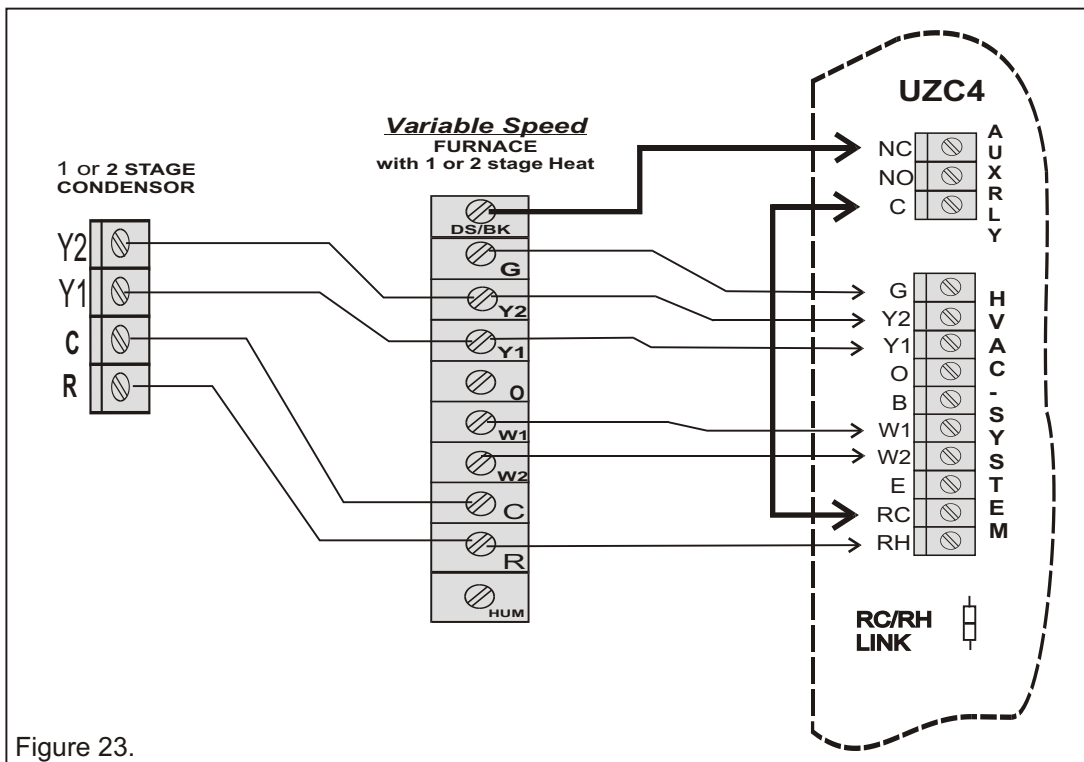 UZC4
Variable Speed
FURNACE
with 1 or 2 stage Heat
1 or 2 STAGE
CONDENSOR
Y2
Y1
C
R
DS/BK
G
Y2
Y1
O
W1
W2
C
R
HUM
NC
NO
C
AUXRLY
G
Y2
Y1
O
B
W1
W2
E
RC
RH
HVAC-SYSTEM
RC/RH
LINK
Figure 23.